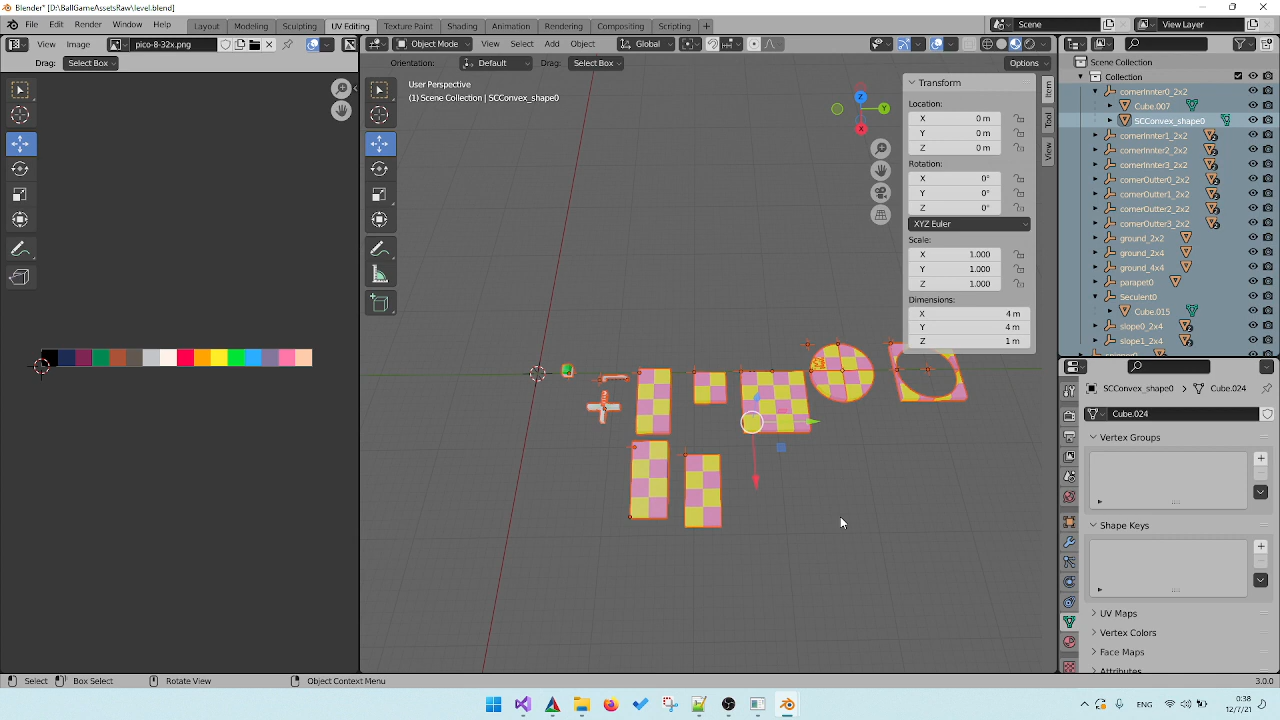 Blender* [D:\BallGameAssetsRaw\level.blend]
File Edit Render Window Help Layout Modeling Sculpting UV Editing Texture Paint Shading Animation Rendering Compositing Scripting + Scene View Layer
View Image pico-8-32x.png Object Mode View Select Add Object Global
Drag: Select Box Orientation: Default Drag: Select Box Options
User Perspective
(1) Scene Collection | SCConvex_shape0
Transform
Location:
X 0 m
Y 0 m
Z 0 m
Rotation:
X 0°
Y 0°
Z 0°
XYZ Euler
Scale:
X 1.000
Y 1.000
Z 1.000
Dimensions:
X 4 m
Y 4 m
Z 1 m
Item
Tool
View
Z
Y
X
Scene Collection
Collection
cornerInnter0_2x2
Cube.007
SCConvex_shape0
cornerInnter1_2x2
cornerInnter2_2x2
cornerInnter3_2x2
cornerOutter0_2x2
cornerOutter1_2x2
cornerOutter2_2x2
cornerOutter3_2x2
ground_2x2
ground_2x4
ground_4x4
parapet0
Seculent0
Cube.015
slope0_2x4
slope1_2x4
SCConvex_shape0 > Cube.024
Cube.024
Vertex Groups
Shape Keys
UV Maps
Vertex Colors
Face Maps
Attributes
Select Box Select Rotate View Object Context Menu 3.0.0
ENG 0:38
12/7/21